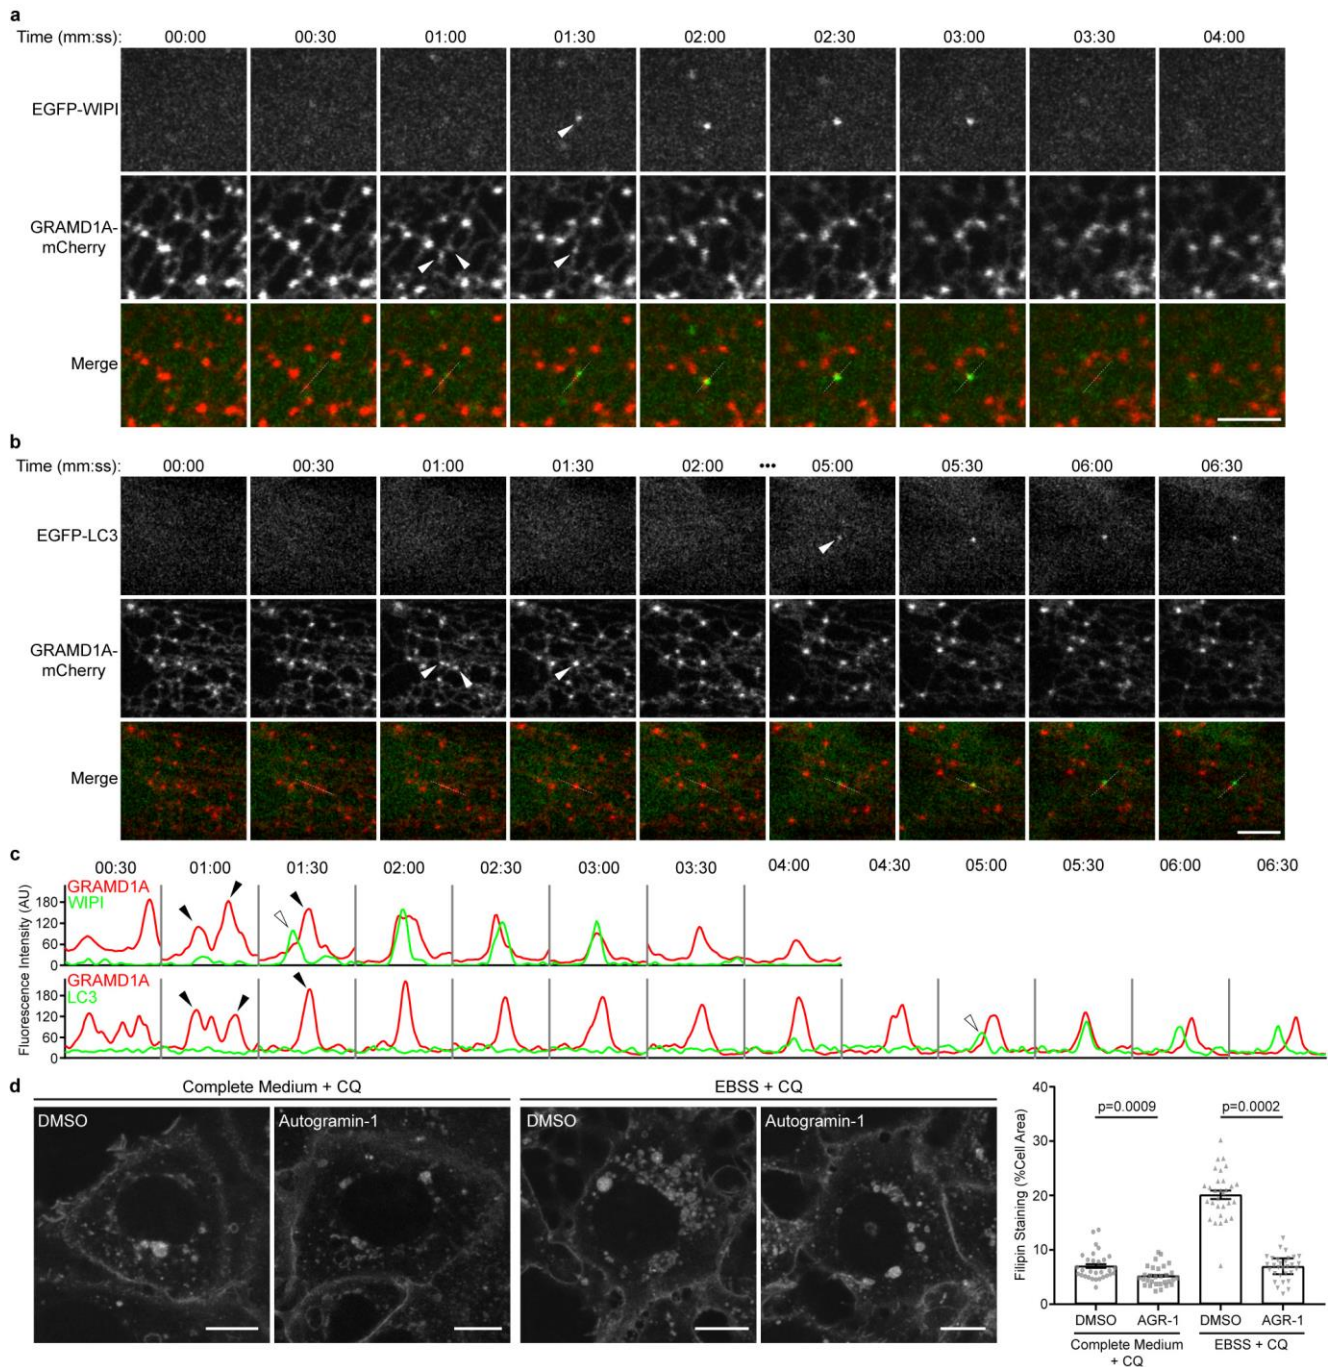 a
Time (mm:ss): 00:00 00:30 01:00 01:30 02:00 02:30 03:00 03:30 04:00
EGFP-WIPI
GRAMD1A-
mCherry
Merge
b
Time (mm:ss): 00:00 00:30 01:00 01:30 02:00 ••• 05:00 05:30 06:00 06:30
EGFP-LC3
GRAMD1A-
mCherry
Merge
c
00:30 01:00 01:30 02:00 02:30 03:00 03:30 04:00 04:30 05:00 05:30 06:00 06:30
Fluorescence Intensity (AU)
GRAMD1A
WIPI
180
120
60
0
GRAMD1A
LC3
180
120
60
0
d
Complete Medium + CQ EBSS + CQ
DMSO Autogramin-1 DMSO Autogramin-1
Filipin Staining (%Cell Area)
40
30
20
10
0
p=0.0009 p=0.0002
DMSO AGR-1 DMSO AGR-1
Complete Medium EBSS + CQ
+ CQ